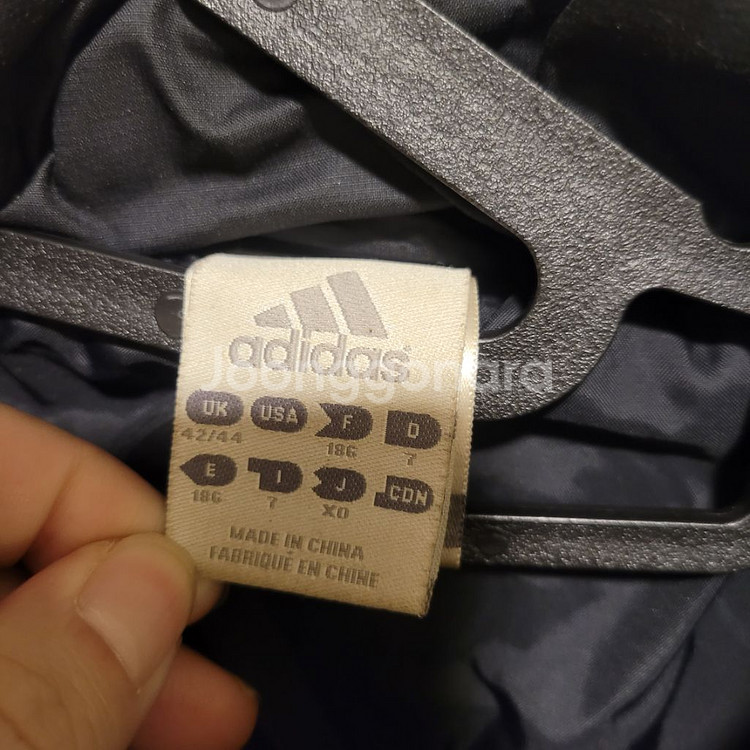 adidas
Joonggonara
UK USA F D
42/44 186 7
E I J CDN
186 7 XO
MADE IN CHINA
FABRIQUÉ EN CHINE